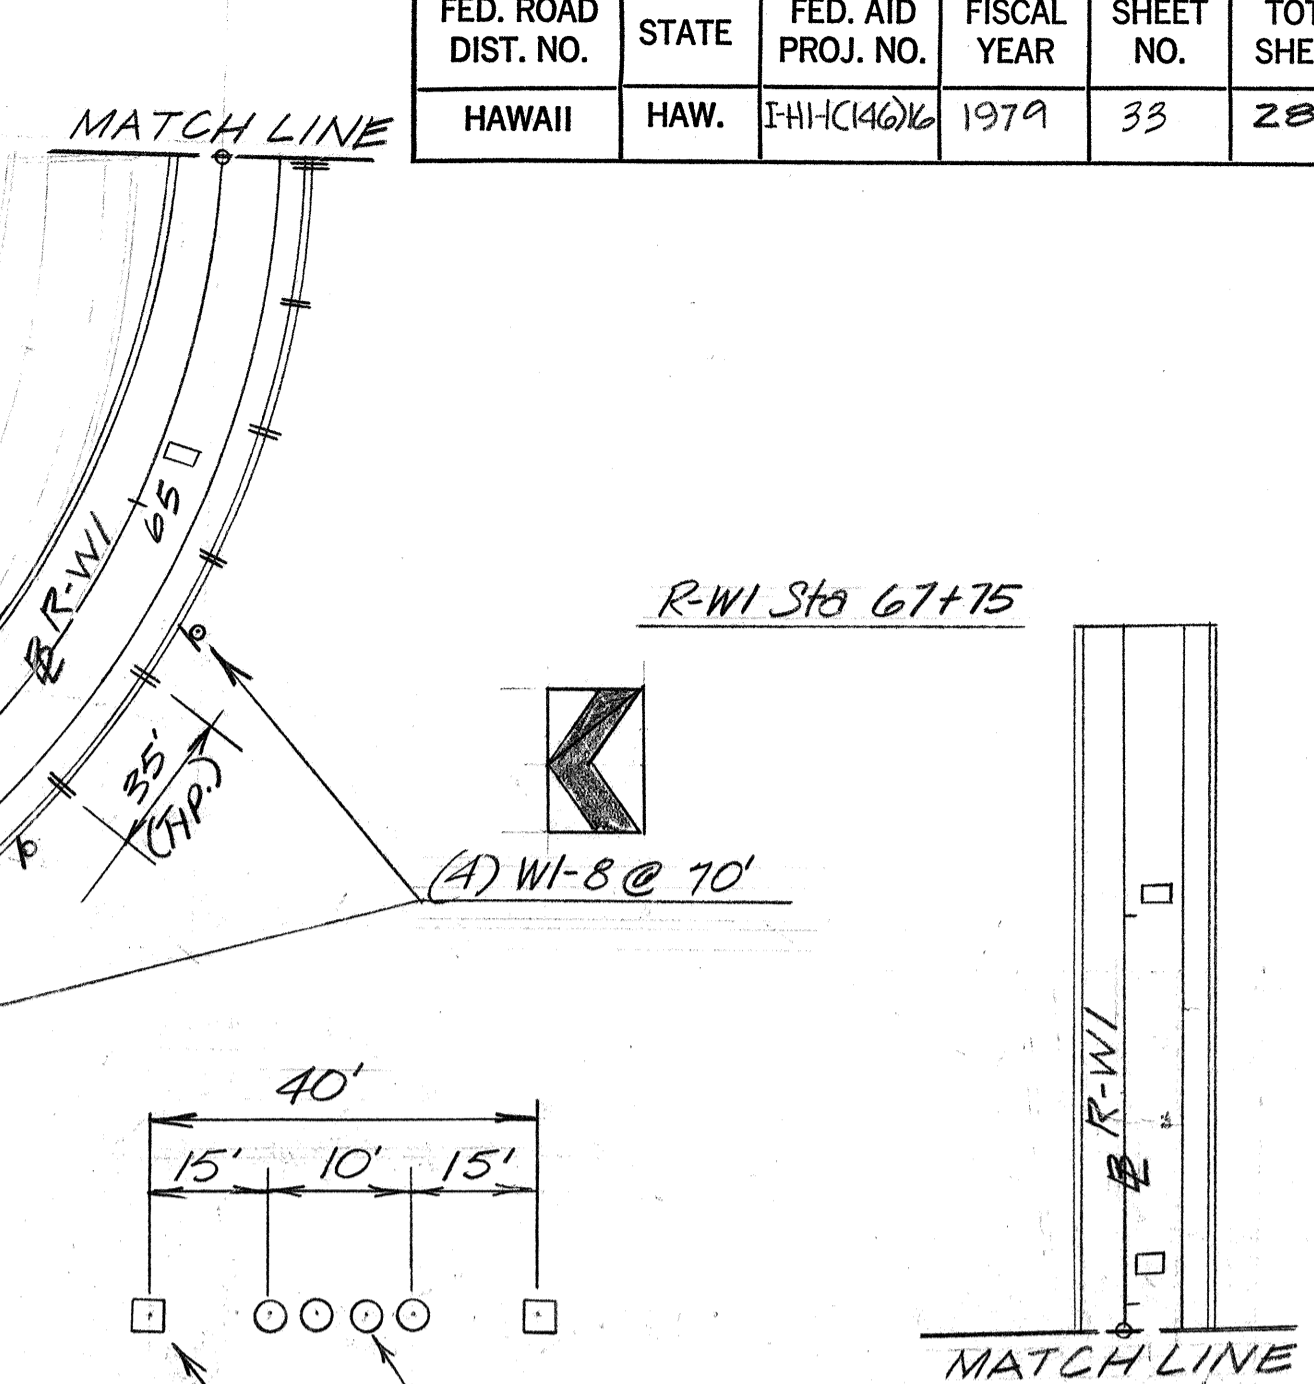 FED. ROAD DIST. NO.
STATE
FED. AID PROJ. NO.
FISCAL YEAR
SHEET NO.
HAWAII
HAW.
I-H1-1(146)16
1979
33
28
MATCH LINE
65
R-W1
35'
(TYP.)
R-W1 Sta 67+75
(4) W1-8 @ 70'
40'
15' 10' 15'
R-W1
MATCH LINE